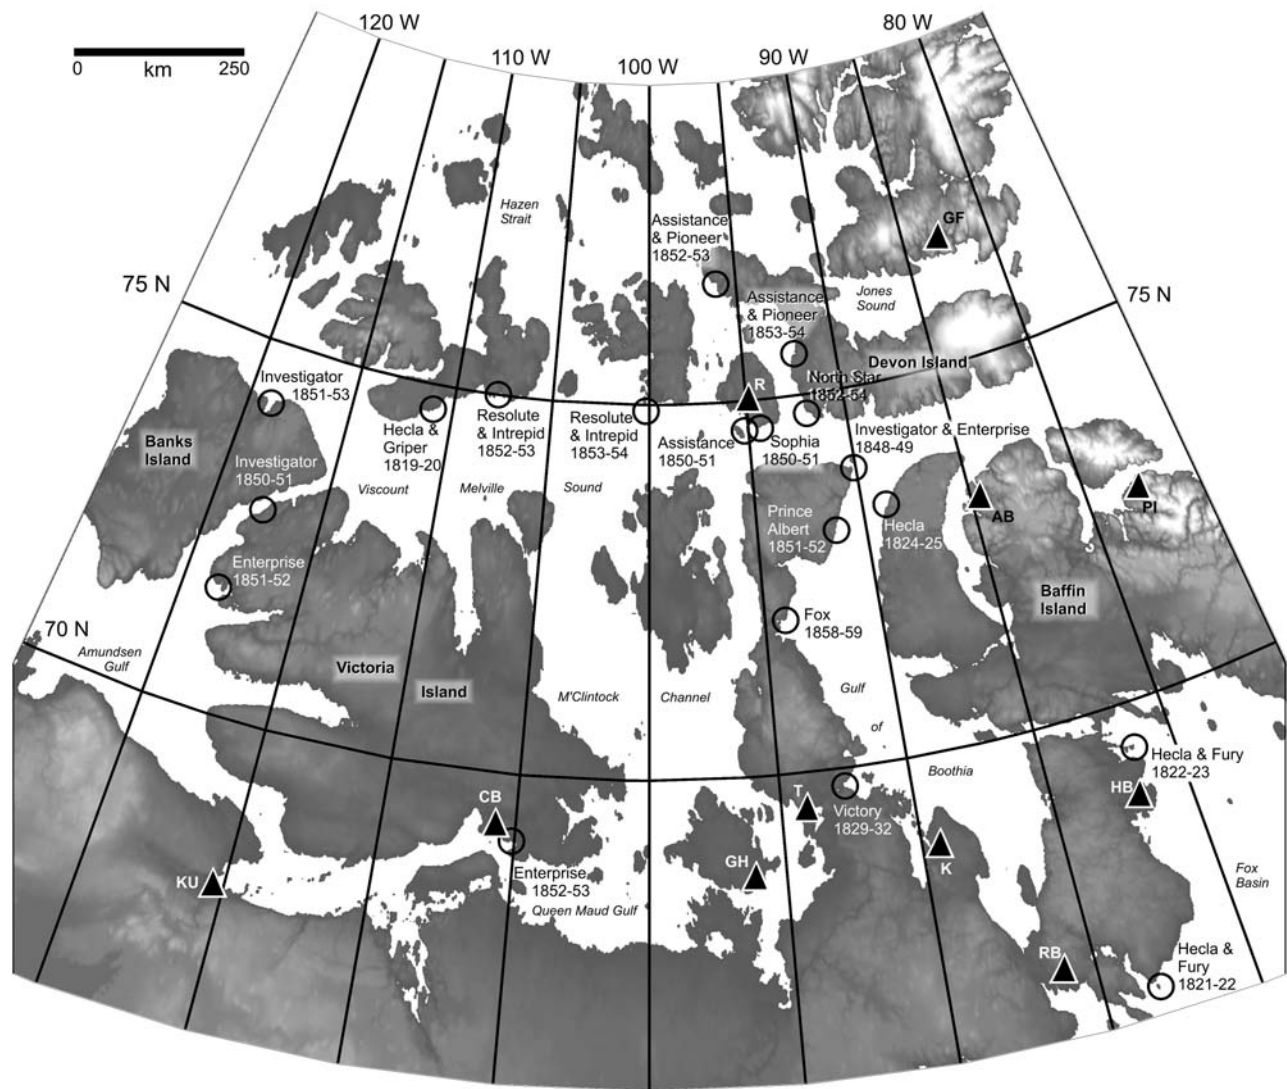 120 W
80 W
0 km 250
110 W
100 W
90 W
Hazen
Strait
Assistance
& Pioneer
1852-53
GF
75 N
Assistance
& Pioneer
1853-54
Jones
Sound
75 N
Devon Island
Investigator
1851-53
R
North Star
1852-54
Hecla &
Griper
1819-20
Resolute
& Intrepid
1852-53
Resolute
& Intrepid
1853-54
Assistance
1850-51
Sophia
1850-51
Investigator & Enterprise
1848-49
Banks
Island
Investigator
1850-51
Viscount
Melville
Sound
Prince
Albert
1851-52
Hecla
1824-25
AB
PI
Enterprise
1851-52
Baffin
Island
Fox
1858-59
70 N
Amundsen
Gulf
Victoria
Island
M'Clintock
Channel
Gulf
of
Boothia
Hecla & Fury
1822-23
HB
CB
T
Victory
1829-32
KU
Enterprise
1852-53
GH
K
Queen Maud Gulf
Fox
Basin
RB
Hecla &
Fury
1821-22